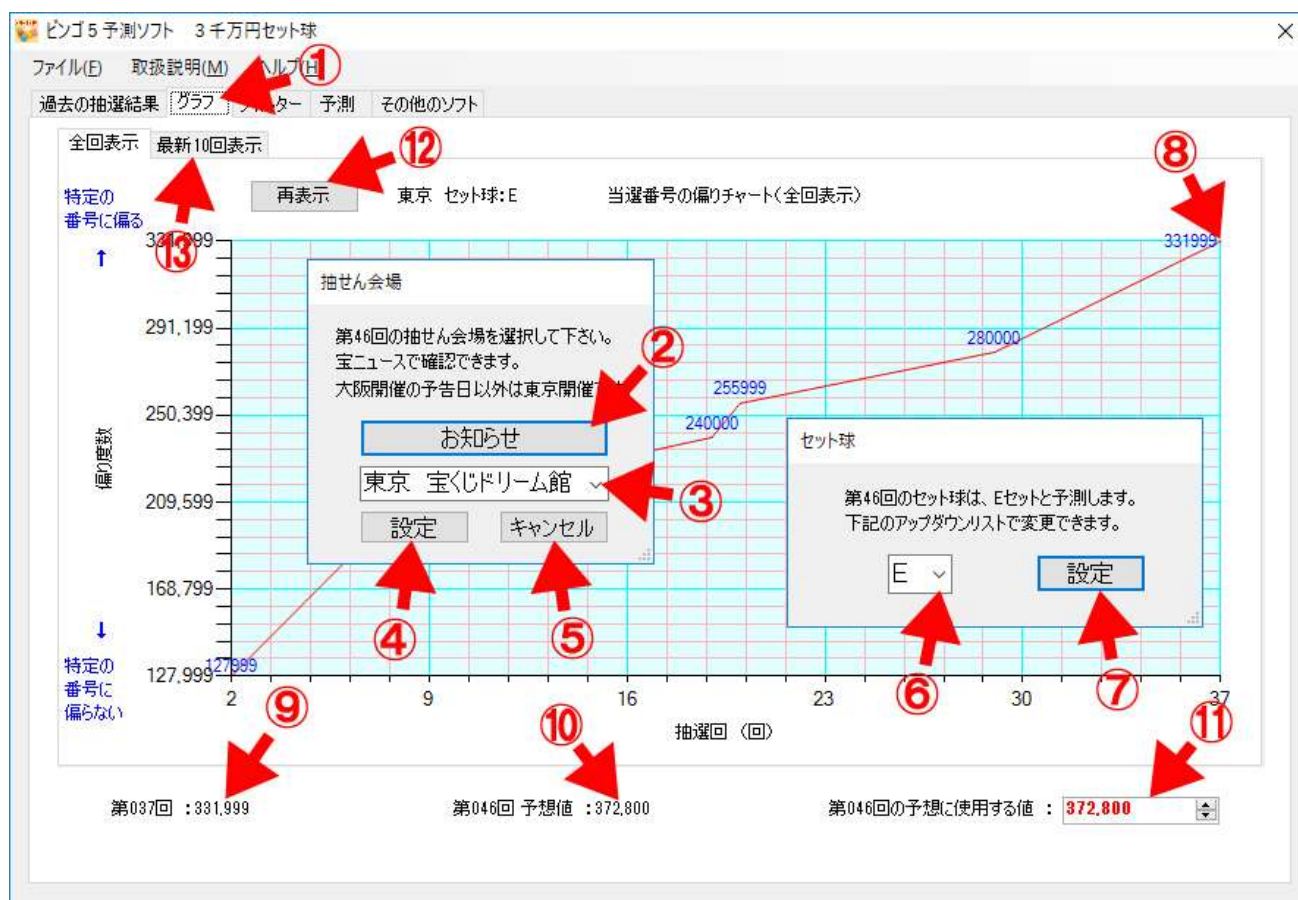 ビンゴ5予測ソフト 3千万円セット球
ファイル(F) 取扱説明(M) ヘルプ(H)
①
過去の抽選結果 グラフ フィルター 予測 その他のソフト
全回表示 最新10回表示
⑫
⑧
特定の
番号に偏る
再表示 東京 セット球:E 当選番号の偏りチャート(全回表示)
⑬
↑
331,999
331999
抽せん会場
291,199
第46回の抽せん会場を選択して下さい。
宝ニュースで確認できます。
大阪開催の予告日以外は東京開催
②
280000
255999
250,399
240000
お知らせ
セット球
偏り度数
東京 宝くじドリーム館
③
第46回のセット球は、Eセットと予測します。
下記のアップダウンリストで変更できます。
209,599
設定 キャンセル
E 設定
168,799
④ ⑤
↓
特定の
番号に
偏らない
127,999
127999
⑥ ⑦
2 9 16 23 30 37
⑨ ⑩ ⑪
抽選回 (回)
第037回 :331,999 第046回 予想値 :372,800 第046回の予想に使用する値 : 372,800